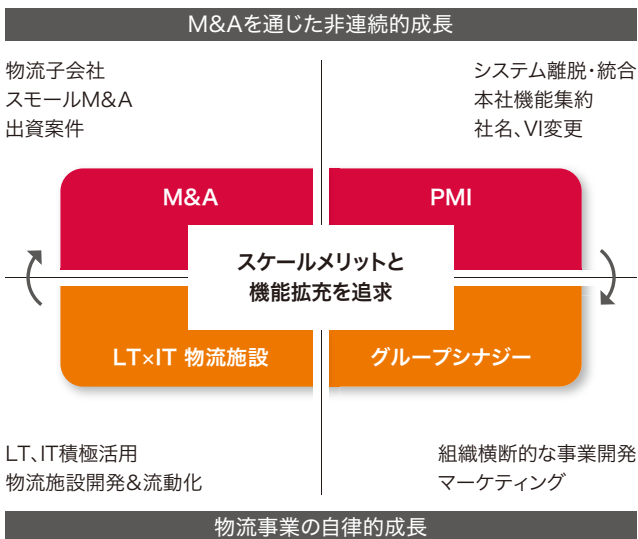 M&Aを通じた非連続的成長
物流子会社
スモールM&A
出資案件
システム離脱・統合
本社機能集約
社名、VI変更
M&A
PMI
スケールメリットと
機能拡充を追求
LT×IT 物流施設
グループシナジー
LT、IT積極活用
物流施設開発&流動化
組織横断的な事業開発
マーケティング
物流事業の自律的成長